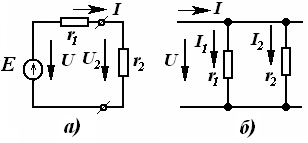 I I
r₁ I₁ I₂
E U U₂ r₂ U r₁ r₂
а) б)